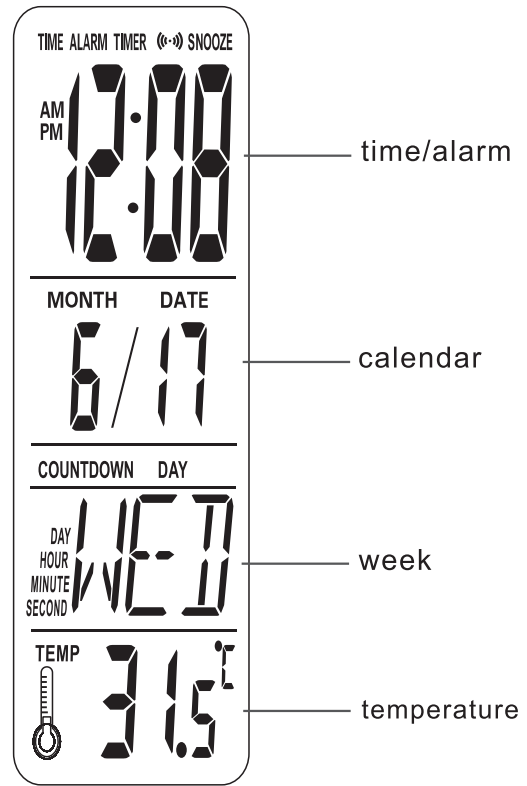 TIME ALARM TIMER ((·)) SNOOZE
AM
PM
12:08
time/alarm
MONTH DATE
6/17
calendar
COUNTDOWN DAY
DAY
HOUR
MINUTE
SECOND
WED
week
TEMP
31.5°C
temperature